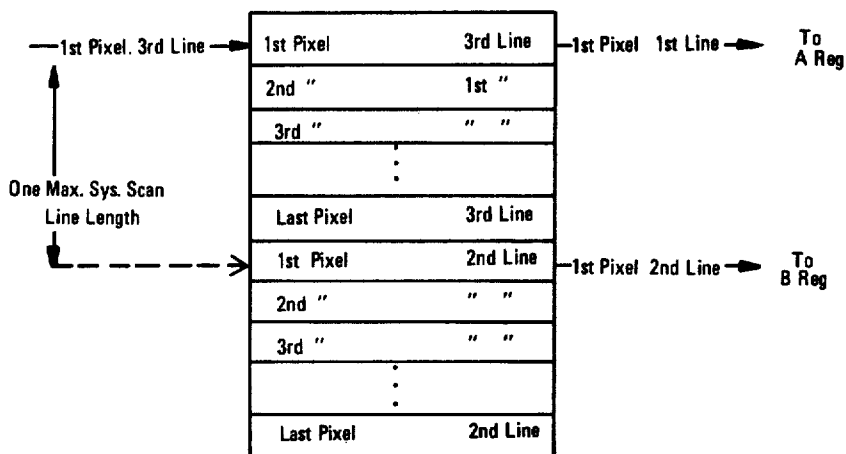 1st Pixel. 3rd Line
1st Pixel 3rd Line
1st Pixel 1st Line
To
A Reg
2nd " 1st "
3rd " " "
One Max. Sys. Scan
Line Length
Last Pixel 3rd Line
1st Pixel 2nd Line
1st Pixel 2nd Line
To
B Reg
2nd " " "
3rd " " "
Last Pixel 2nd Line